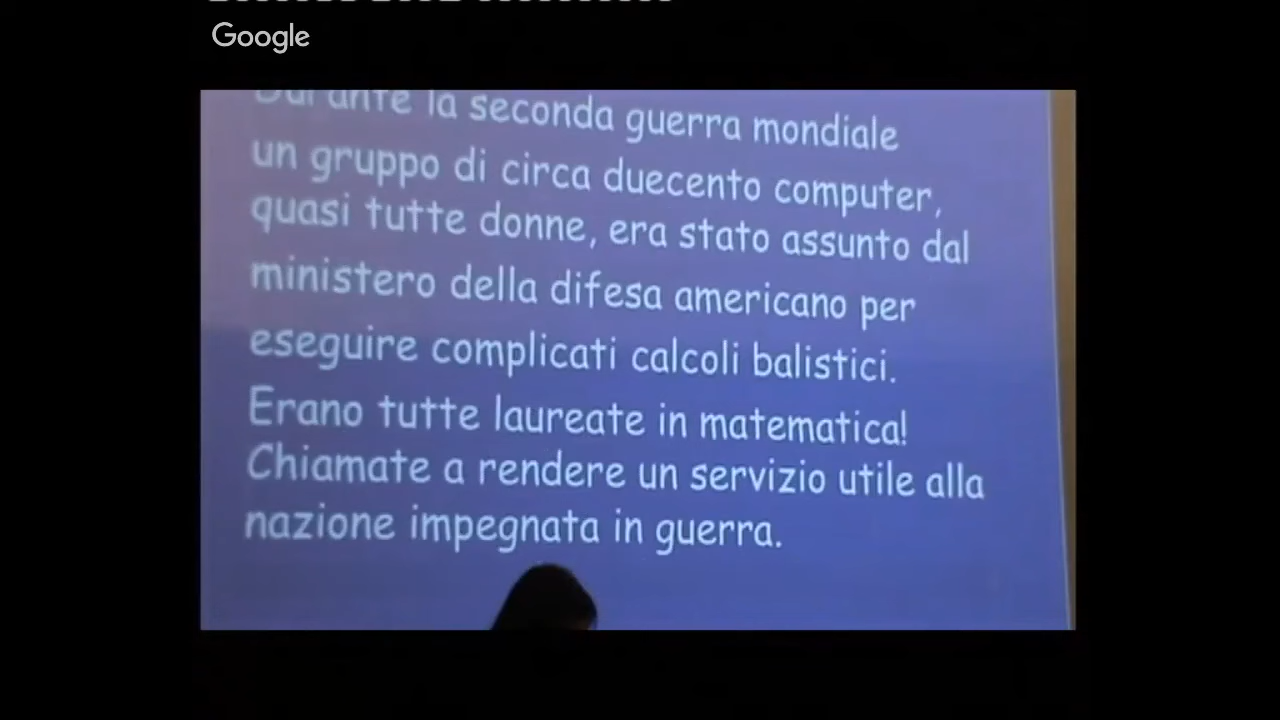 Google
Durante la seconda guerra mondiale
un gruppo di circa duecento computer,
quasi tutte donne, era stato assunto dal
ministero della difesa americano per
eseguire complicati calcoli balistici.
Erano tutte laureate in matematica!
Chiamate a rendere un servizio utile alla
nazione impegnata in guerra.